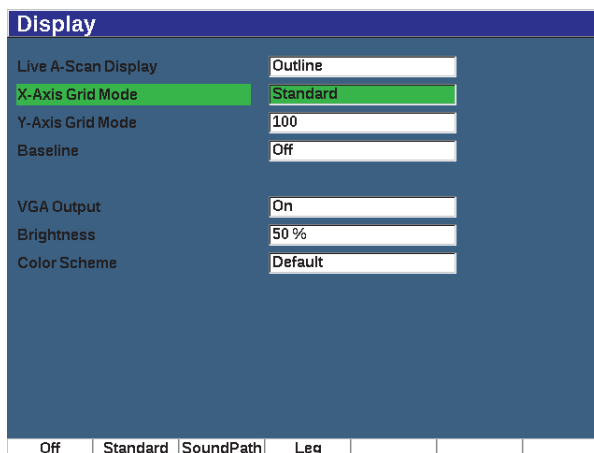 Display
Live A-Scan Display Outline
X-Axis Grid Mode Standard
Y-Axis Grid Mode 100
Baseline Off
VGA Output On
Brightness 50 %
Color Scheme Default
Off Standard SoundPath Leg